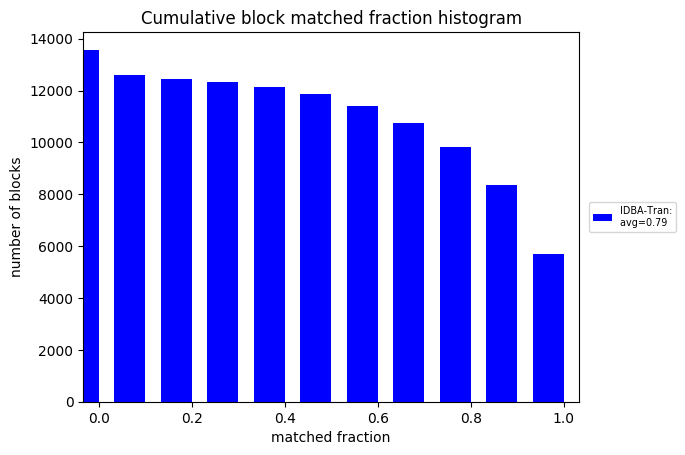 Cumulative block matched fraction histogram
14000
12000
10000
8000
6000
4000
2000
0
number of blocks
0.0 0.2 0.4 0.6 0.8 1.0
matched fraction
IDBA-Tran:
avg=0.79